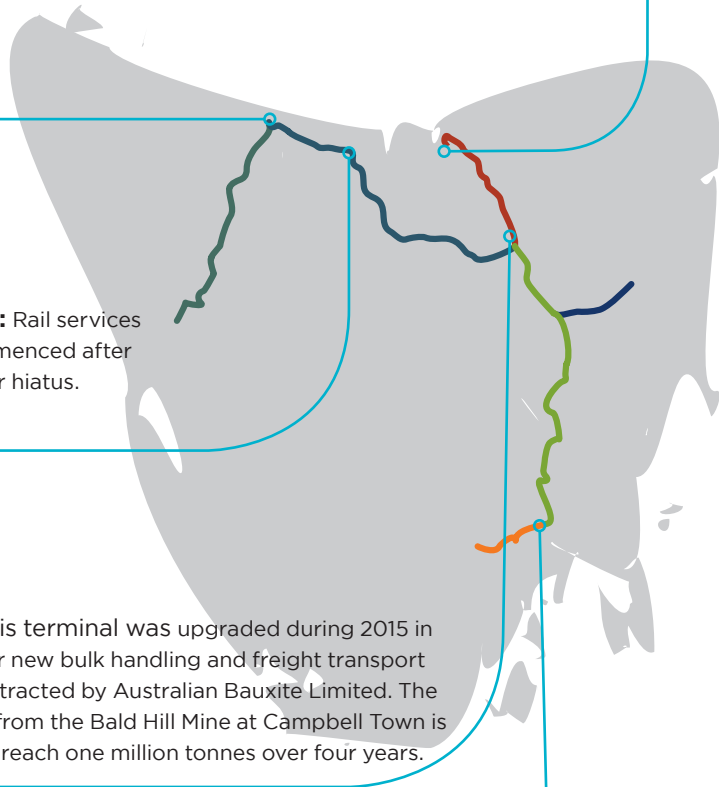 : Rail services
menced after
r hiatus.
is terminal was upgraded during 2015 in
r new bulk handling and freight transport
tracted by Australian Bauxite Limited. The
from the Bald Hill Mine at Campbell Town is
reach one million tonnes over four years.